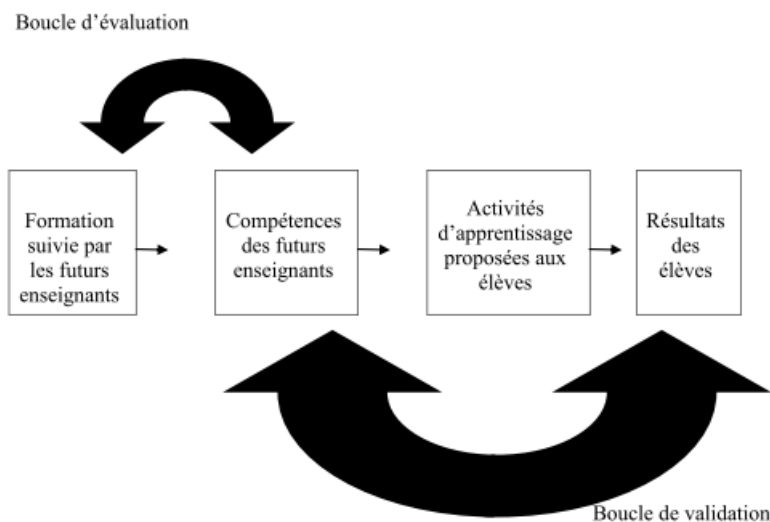 Boucle d’évaluation
Formation
suivie par
les futurs
enseignants
Compétences
des futurs
enseignants
Activités
d’apprentissage
proposées aux
élèves
Résultats
des
élèves
Boucle de validation